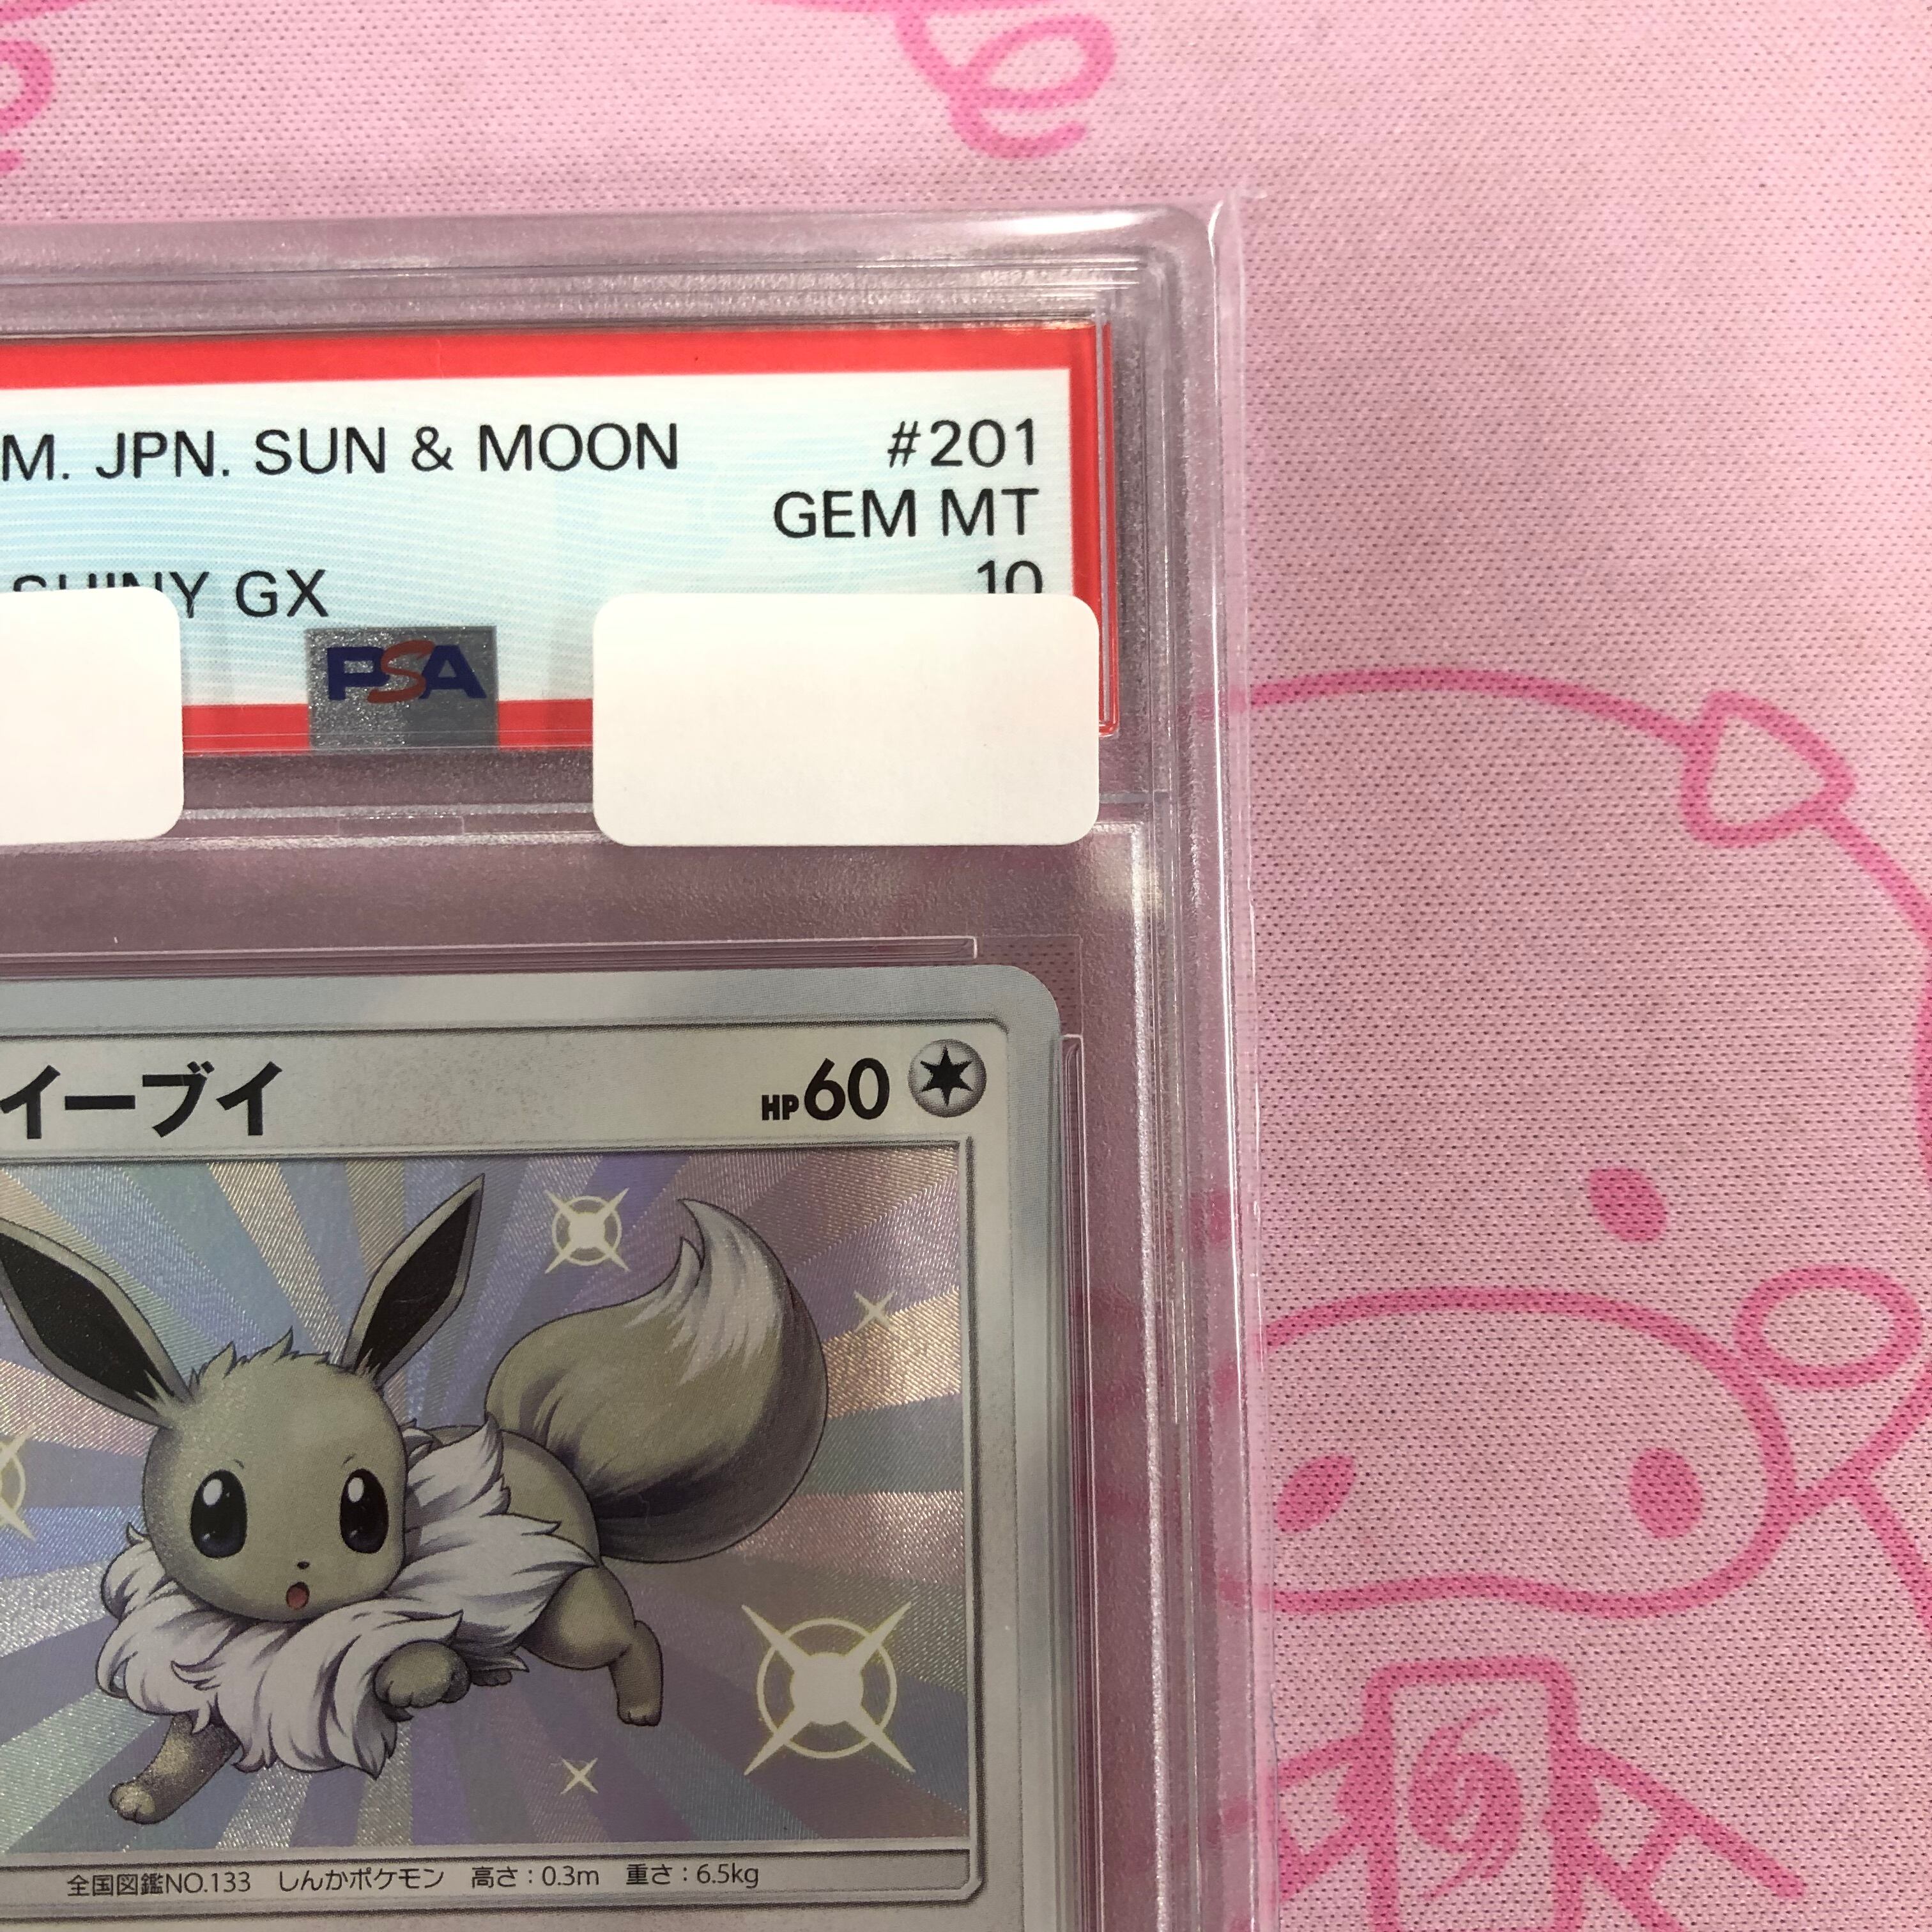 M. JPN. SUN & MOON #201
GEM MT
SHINY GX 10
PSA
イーブイ HP60
全国図鑑NO.133 しんかポケモン 高さ：0.3m 重さ：6.5kg